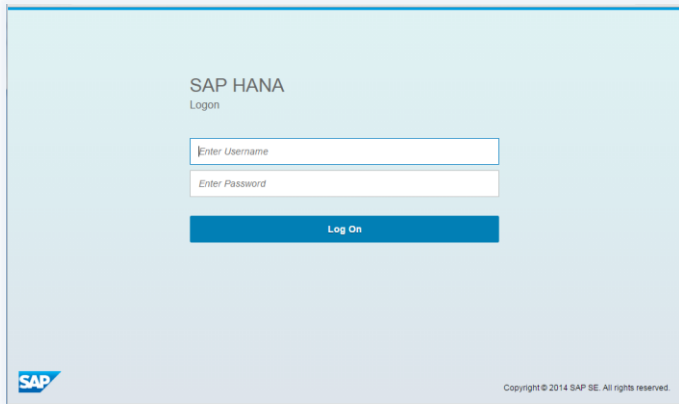 SAP HANA
Logon
Enter Username
Enter Password
Log On
SAP
Copyright © 2014 SAP SE. All rights reserved.